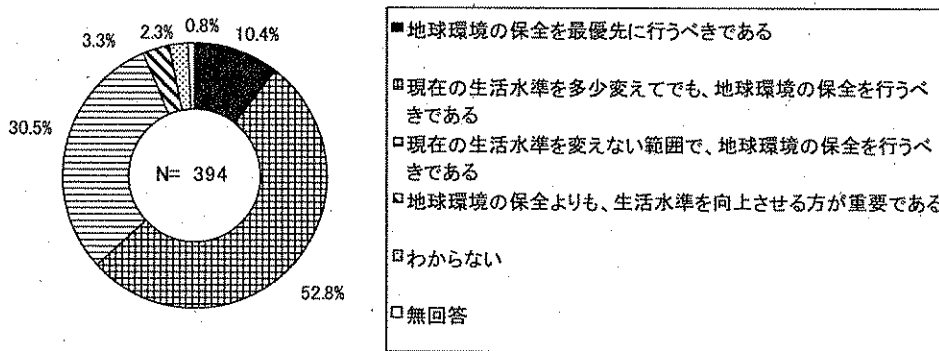 3.3%
2.3%
0.8%
10.4%
30.5%
N= 394
52.8%
地球環境の保全を最優先に行うべきである
現在の生活水準を多少変えてでも、地球環境の保全を行うべ
きである
現在の生活水準を変えない範囲で、地球環境の保全を行うべ
きである
地球環境の保全よりも、生活水準を向上させる方が重要である
わからない
無回答